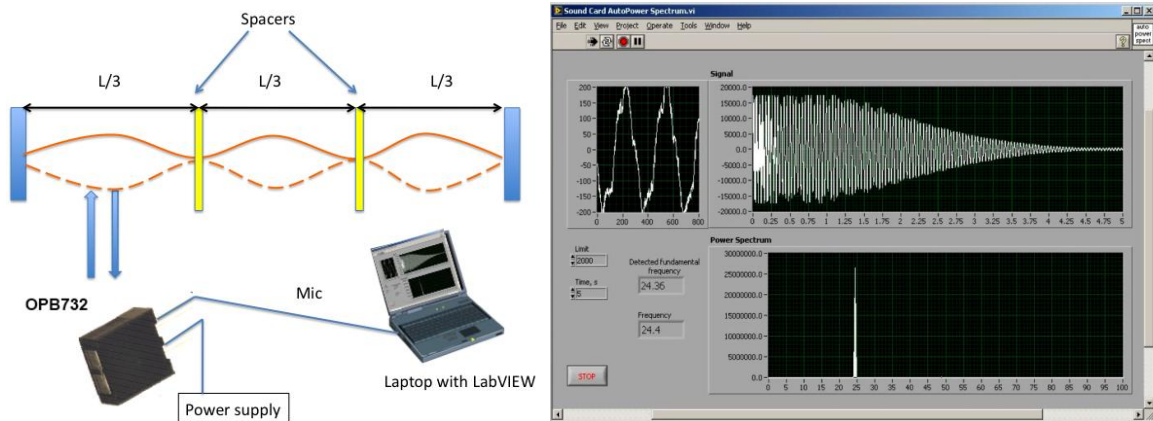 Spacers
L/3
L/3
L/3
OPB732
Mic
Laptop with LabVIEW
Power supply
Sound Card AutoPower Spectrum.vi
File Edit View Project Operate Tools Window Help
auto
power
spect
Signal
200
150
100
50
0
-50
-100
-150
-200
0 200 400 600 800
20000.0
15000.0
10000.0
5000.0
0.0
-5000.0
-10000.0
-15000.0
-20000.0
0 0.25 0.5 0.75 1 1.25 1.5 1.75 2 2.25 2.5 2.75 3 3.25 3.5 3.75 4 4.25 4.5 4.75 5
Limit
2000
Time, s
5
Detected fundamental
frequency
24.36
Frequency
24.4
STOP
Power Spectrum
30000000.0
25000000.0
20000000.0
15000000.0
10000000.0
5000000.0
0.0
0 5 10 15 20 25 30 35 40 45 50 55 60 65 70 75 80 85 90 95 100